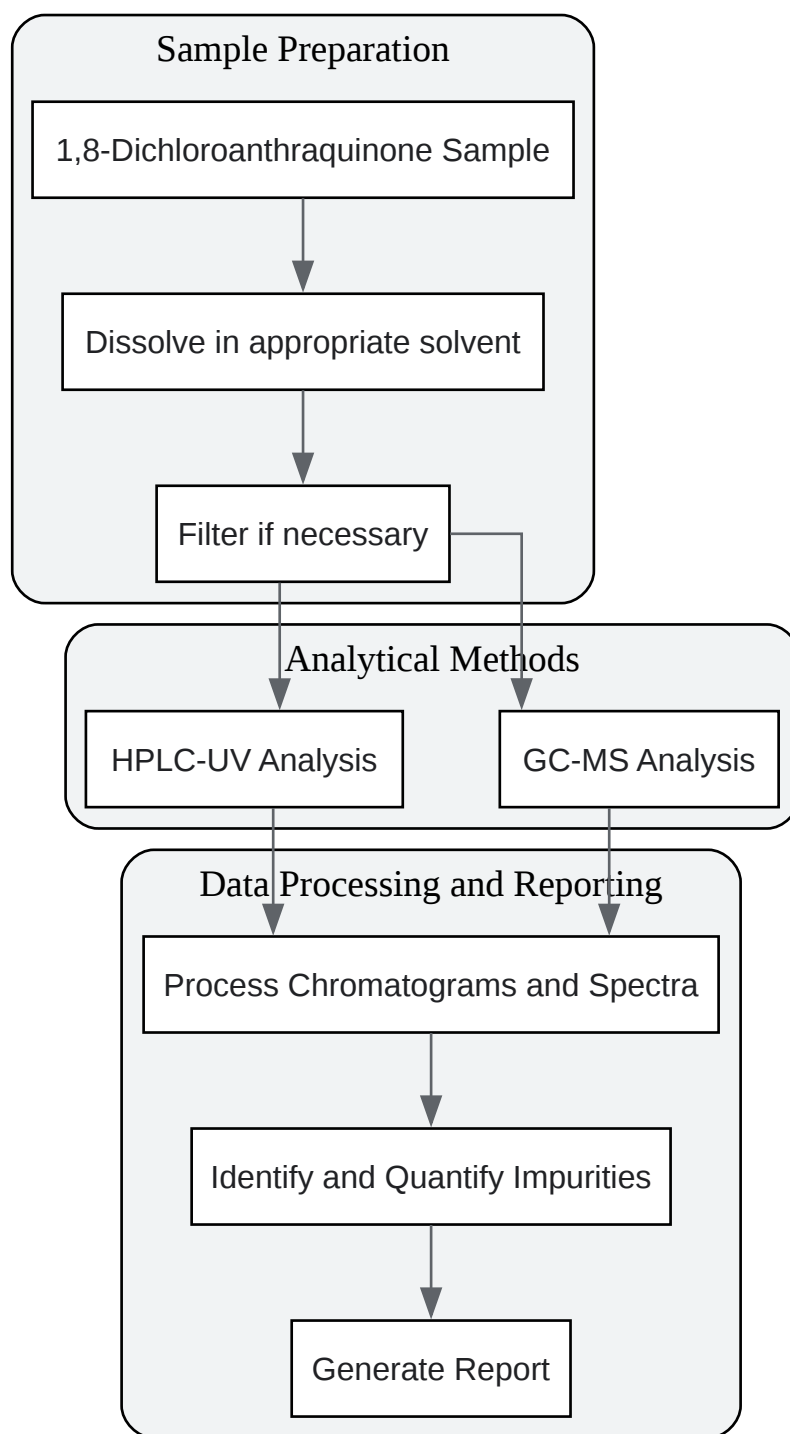 Sample Preparation
1,8-Dichloroanthraquinone Sample
Dissolve in appropriate solvent
Filter if necessary
Analytical Methods
HPLC-UV Analysis
GC-MS Analysis
Data Processing and Reporting
Process Chromatograms and Spectra
Identify and Quantify Impurities
Generate Report